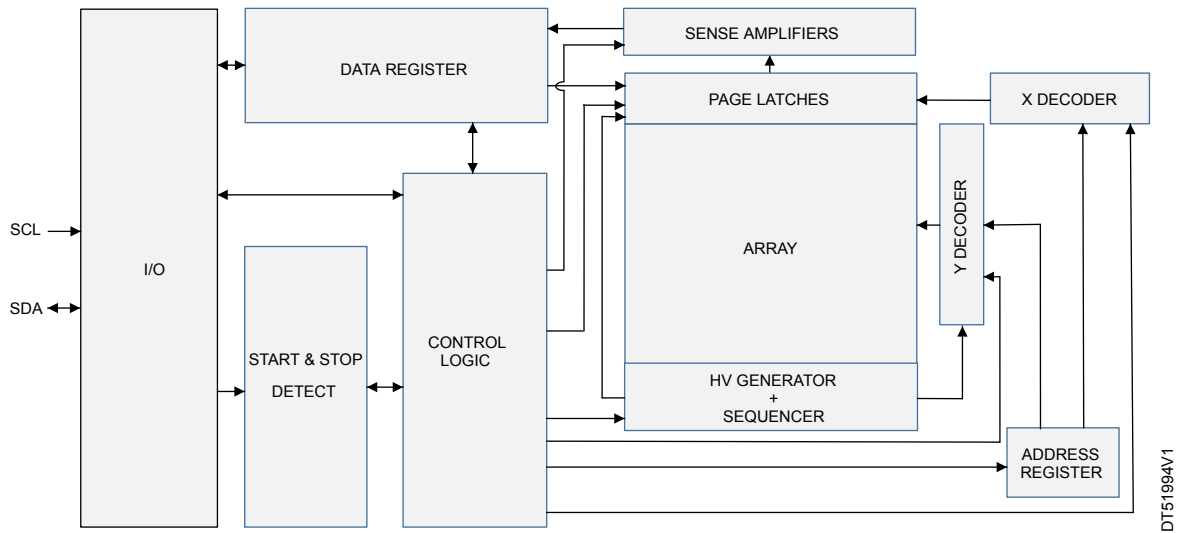 SENSE AMPLIFIERS
DATA REGISTER
PAGE LATCHES
X DECODER
SCL
SDA
I/O
START & STOP
DETECT
CONTROL
LOGIC
ARRAY
Y DECODER
HV GENERATOR
+
SEQUENCER
ADDRESS
REGISTER
DT51994V1